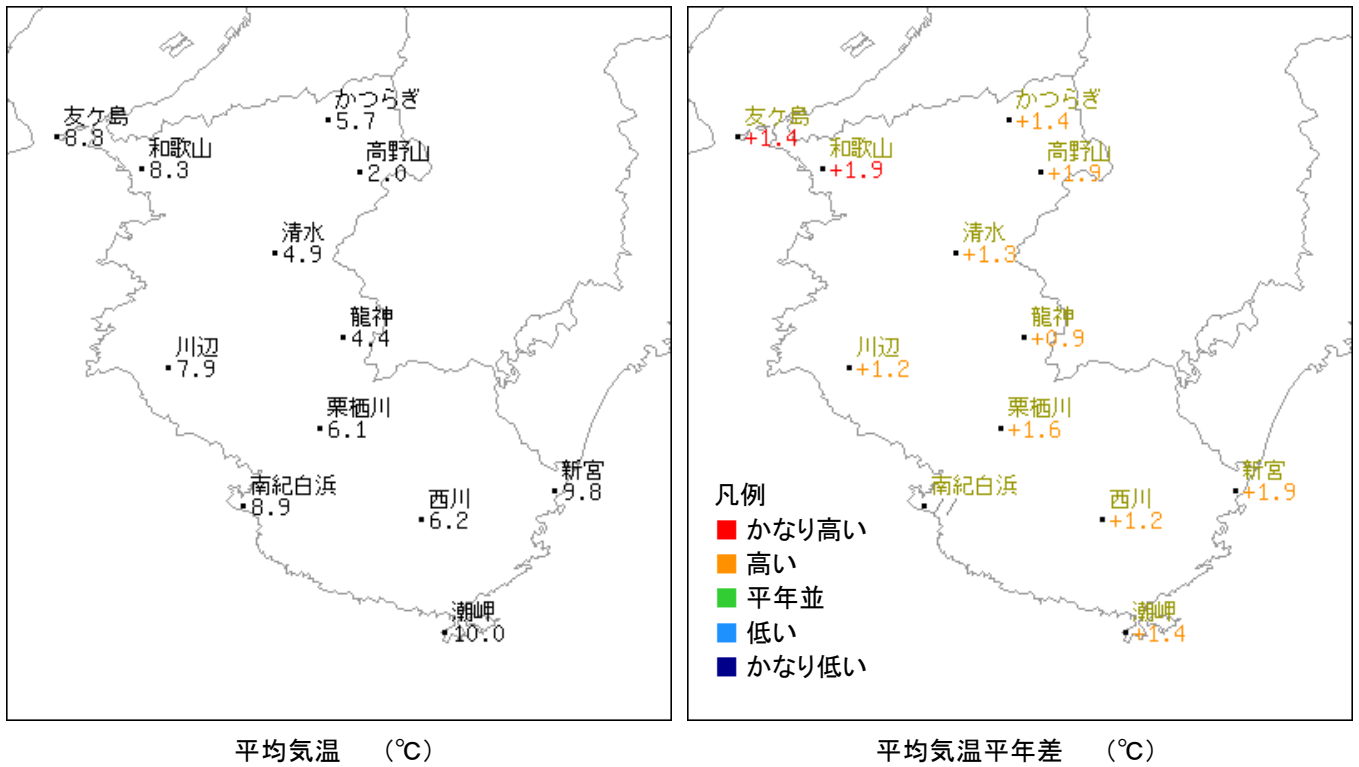 かつらぎ
5.7
友ケ島
8.8
和歌山
8.3
高野山
2.0
清水
4.9
龍神
4.4
川辺
7.9
栗栖川
6.1
新宮
9.8
南紀白浜
8.9
西川
6.2
潮岬
10.0
平均気温 (℃)
かつらぎ
+1.4
友ケ島
+1.4
和歌山
+1.9
高野山
+1.9
清水
+1.3
龍神
+0.9
川辺
+1.2
栗栖川
+1.6
新宮
+1.9
南紀白浜
//
西川
+1.2
潮岬
+1.4
凡例
かなり高い
高い
平年並
低い
かなり低い
平均気温平年差 (℃)